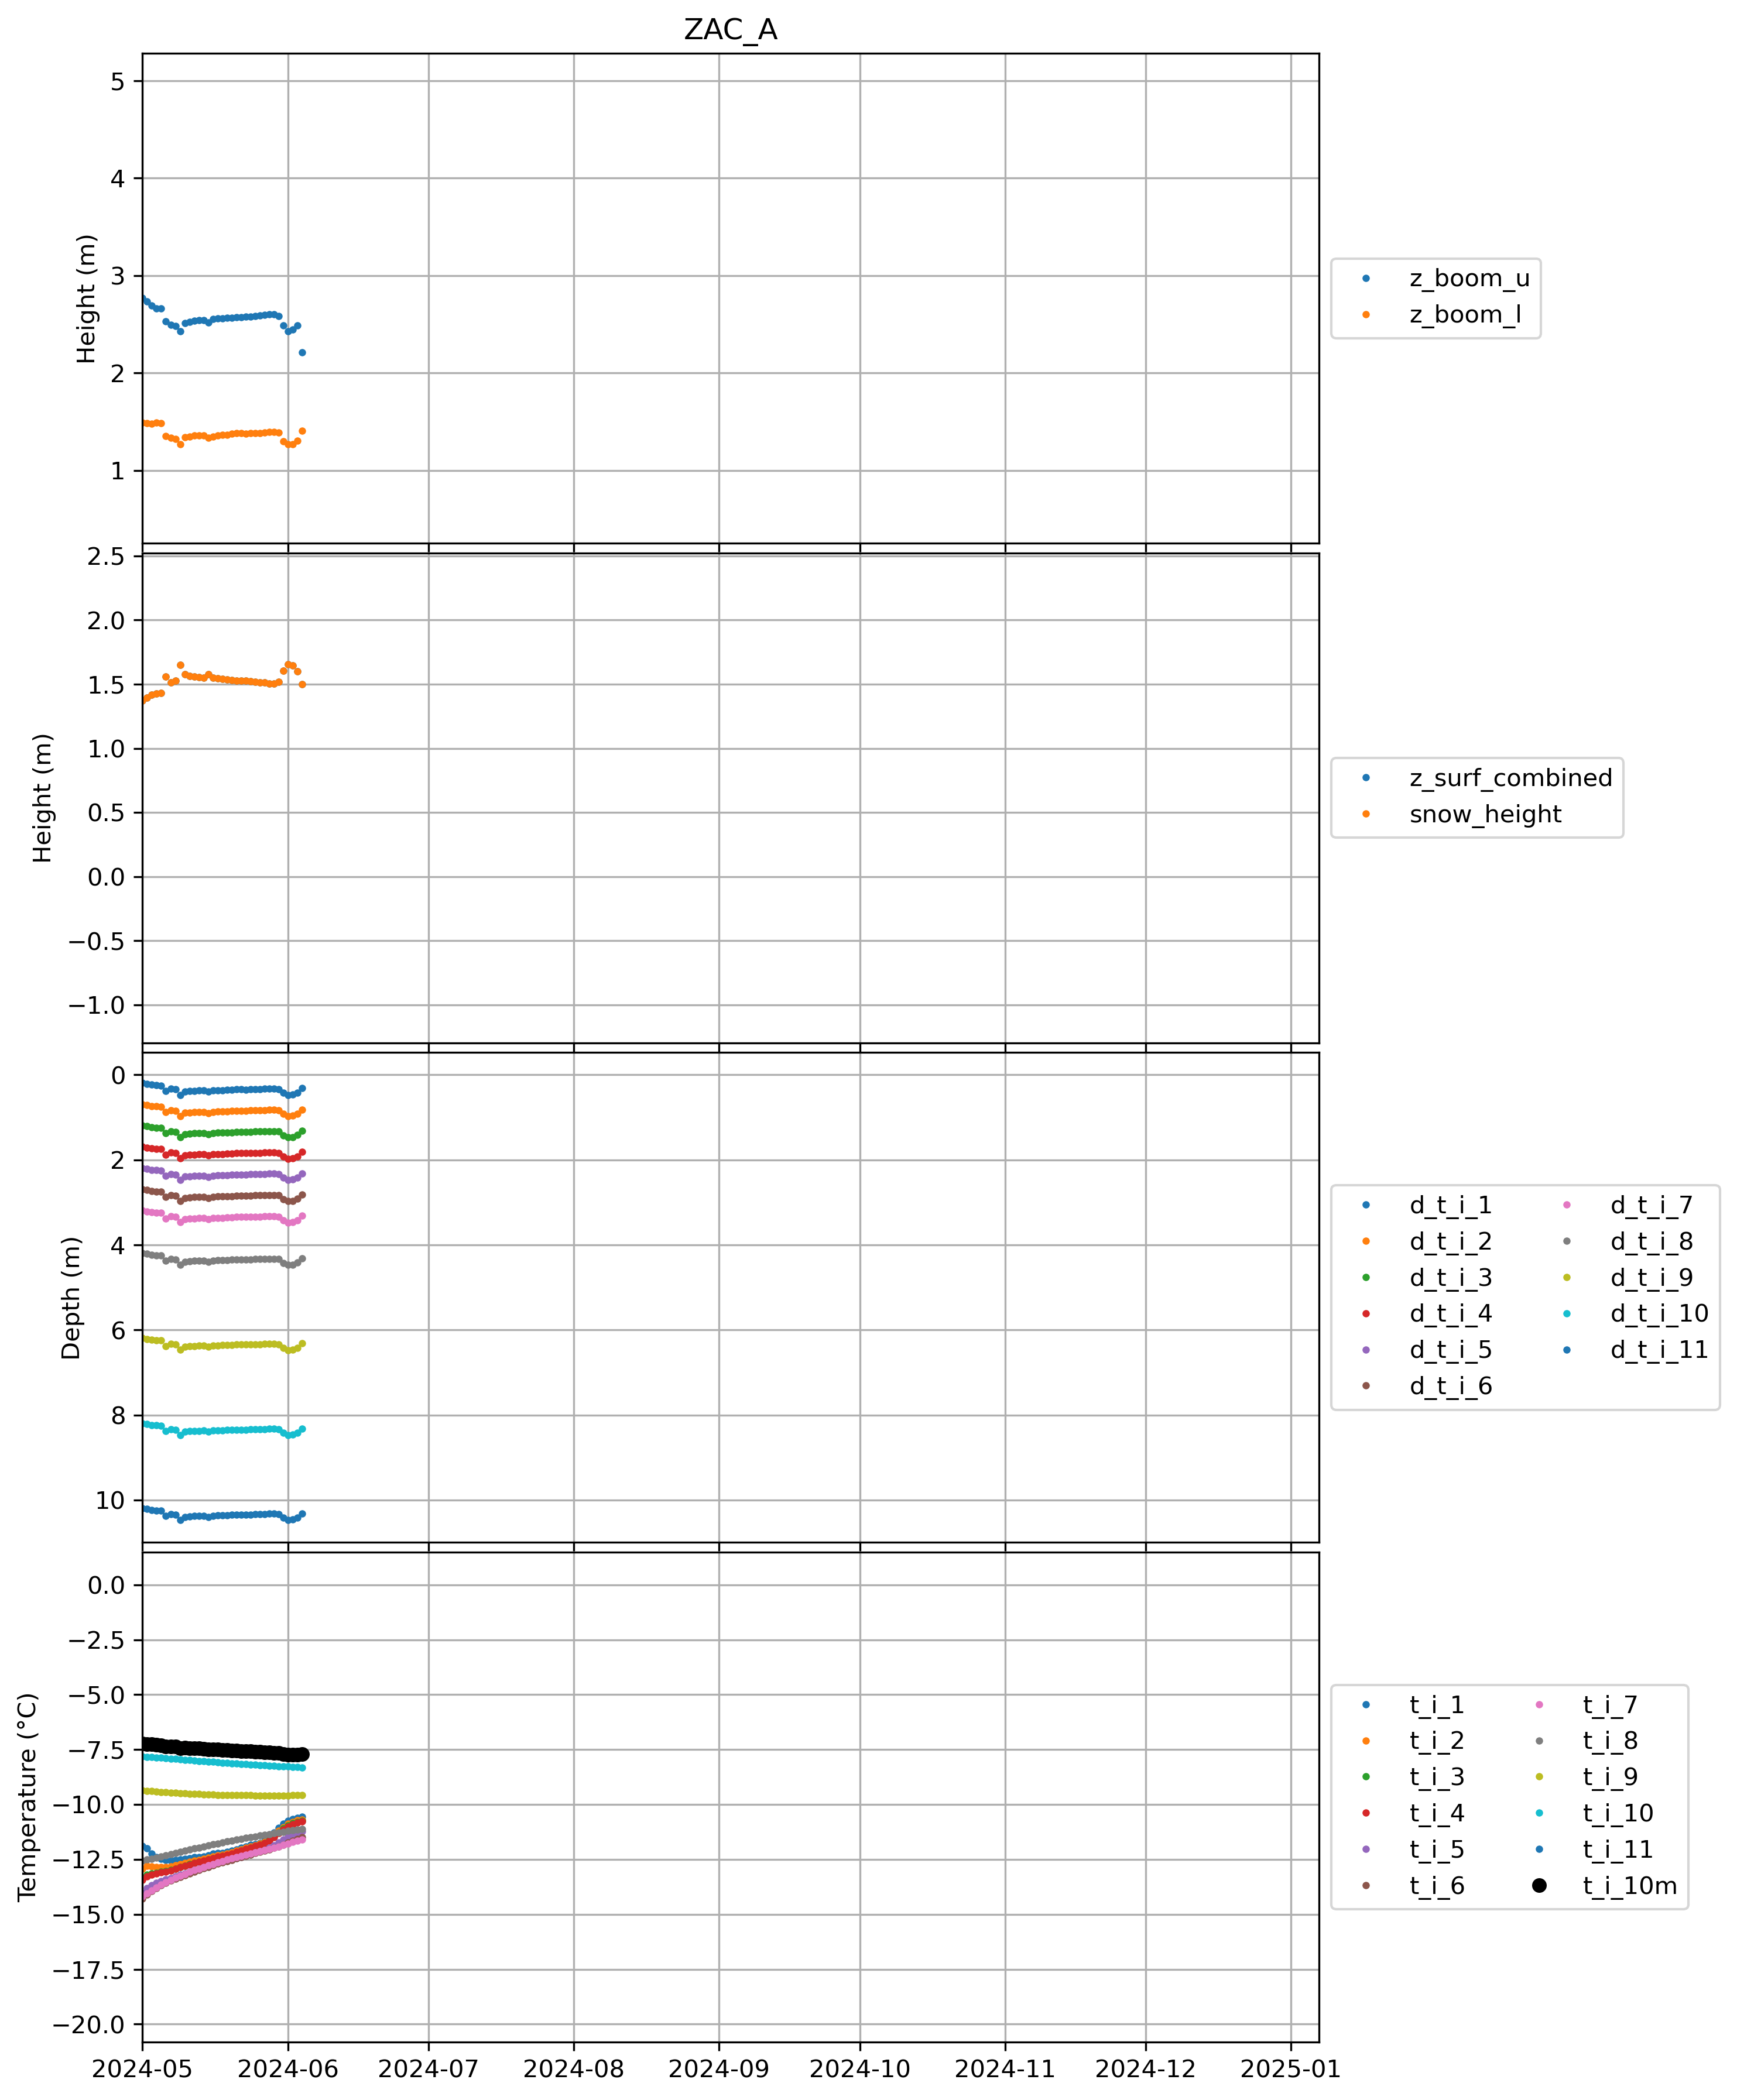 ZAC_A
5
4
3
2
1
Height (m)
z_boom_u
z_boom_l
2.5
2.0
1.5
1.0
0.5
0.0
−0.5
−1.0
Height (m)
z_surf_combined
snow_height
0
2
4
6
8
10
Depth (m)
d_t_i_1 d_t_i_7
d_t_i_2 d_t_i_8
d_t_i_3 d_t_i_9
d_t_i_4 d_t_i_10
d_t_i_5 d_t_i_11
d_t_i_6
0.0
−2.5
−5.0
−7.5
−10.0
−12.5
−15.0
−17.5
−20.0
Temperature (°C)
t_i_1 t_i_7
t_i_2 t_i_8
t_i_3 t_i_9
t_i_4 t_i_10
t_i_5 t_i_11
t_i_6 t_i_10m
2024-05 2024-06 2024-07 2024-08 2024-09 2024-10 2024-11 2024-12 2025-01